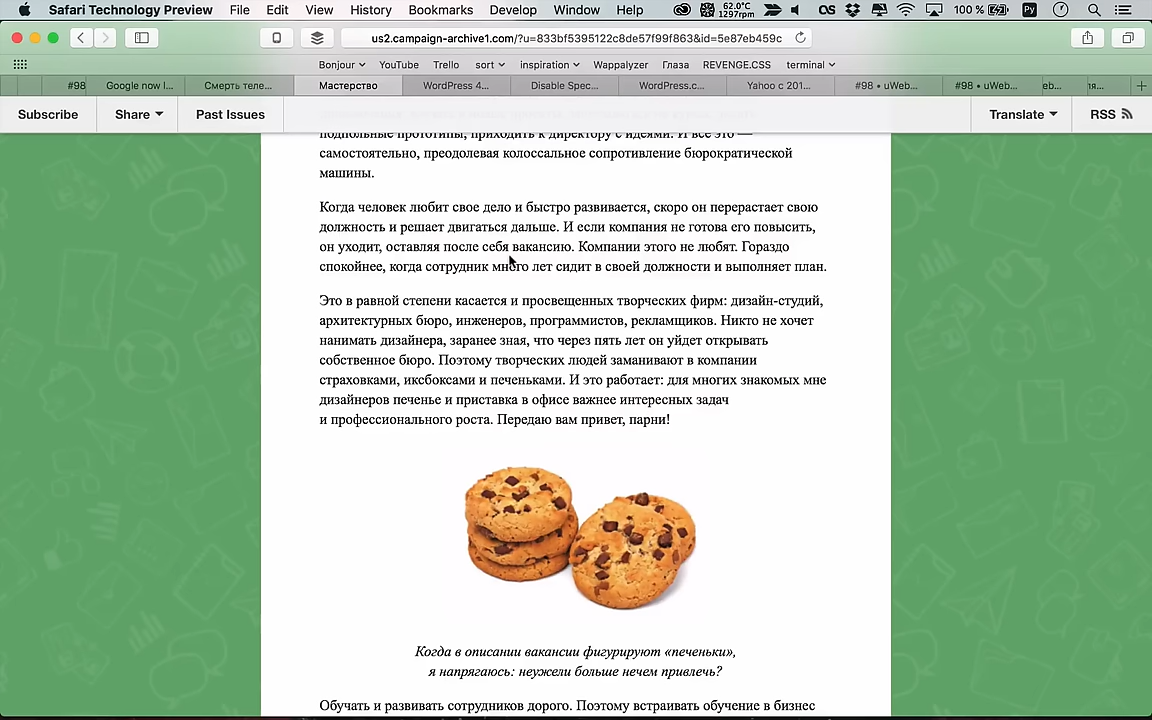 Safari Technology Preview File Edit View History Bookmarks Develop Window Help 62.0°C 1297rpm 100 % Py
us2.campaign-archive1.com/?u=833bf5395122c8de57f99f863&id=5e87eb459c
Bonjour YouTube Trello sort inspiration Wappalyzer Глаза REVENGE.CSS terminal
#98 Google now l... Смерть теле... Мастерство WordPress 4... Disable Spec... WordPress.c... Yahoo с 201... #98 • uWeb... #98 • uWeb... eb... ля...
Subscribe Share Past Issues Translate RSS
подпольные прототипы, приходить к директору с идеями. И все это —
самостоятельно, преодолевая колоссальное сопротивление бюрократической
машины.
Когда человек любит свое дело и быстро развивается, скоро он перерастает свою
должность и решает двигаться дальше. И если компания не готова его повысить,
он уходит, оставляя после себя вакансию. Компании этого не любят. Гораздо
спокойнее, когда сотрудник много лет сидит в своей должности и выполняет план.
Это в равной степени касается и просвещенных творческих фирм: дизайн-студий,
архитектурных бюро, инженеров, программистов, рекламщиков. Никто не хочет
нанимать дизайнера, заранее зная, что через пять лет он уйдет открывать
собственное бюро. Поэтому творческих людей заманивают в компании
страховками, иксбоксами и печеньками. И это работает: для многих знакомых мне
дизайнеров печенье и приставка в офисе важнее интересных задач
и профессионального роста. Передаю вам привет, парни!
Когда в описании вакансии фигурируют «печеньки»,
я напрягаюсь: неужели больше нечем привлечь?
Обучать и развивать сотрудников дорого. Поэтому встраивать обучение в бизнес